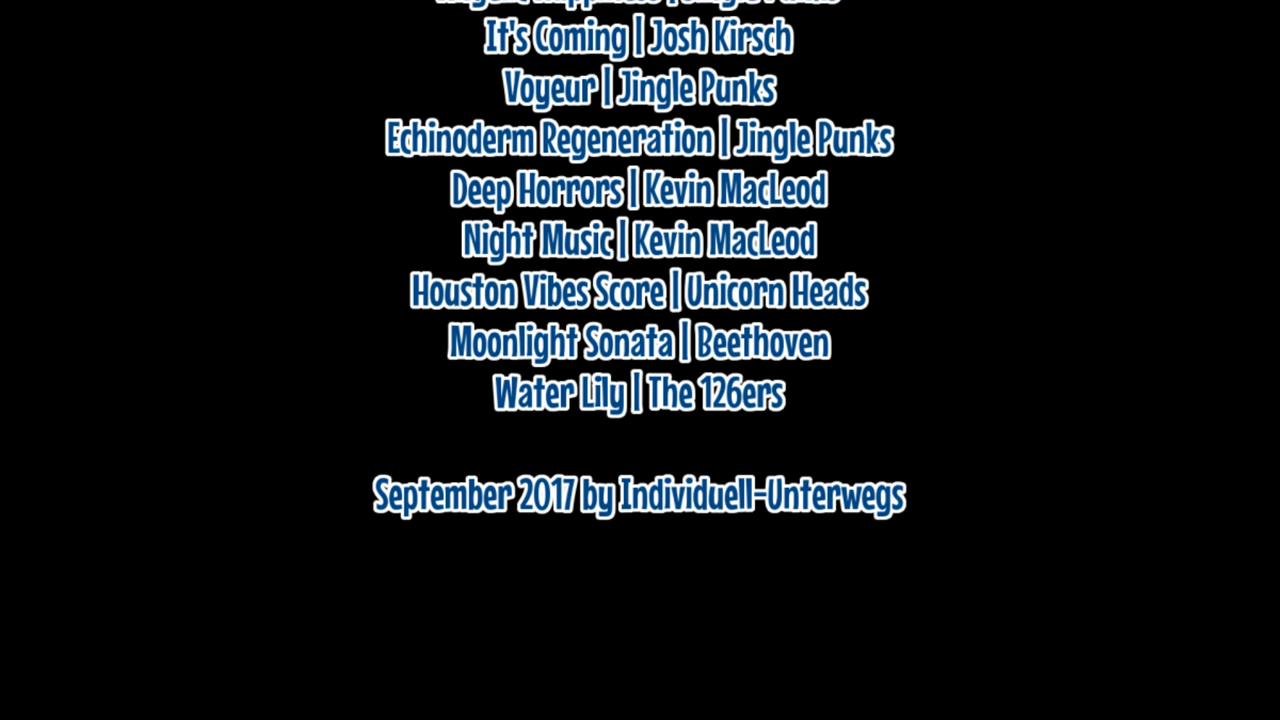 It's Coming | Josh Kirsch
Voyeur | Jingle Punks
Echinoderm Regeneration | Jingle Punks
Deep Horrors | Kevin MacLeod
Night Music | Kevin MacLeod
Houston Vibes Score | Unicorn Heads
Moonlight Sonata | Beethoven
Water Lily | The 126ers
September 2017 by Individuell-Unterwegs